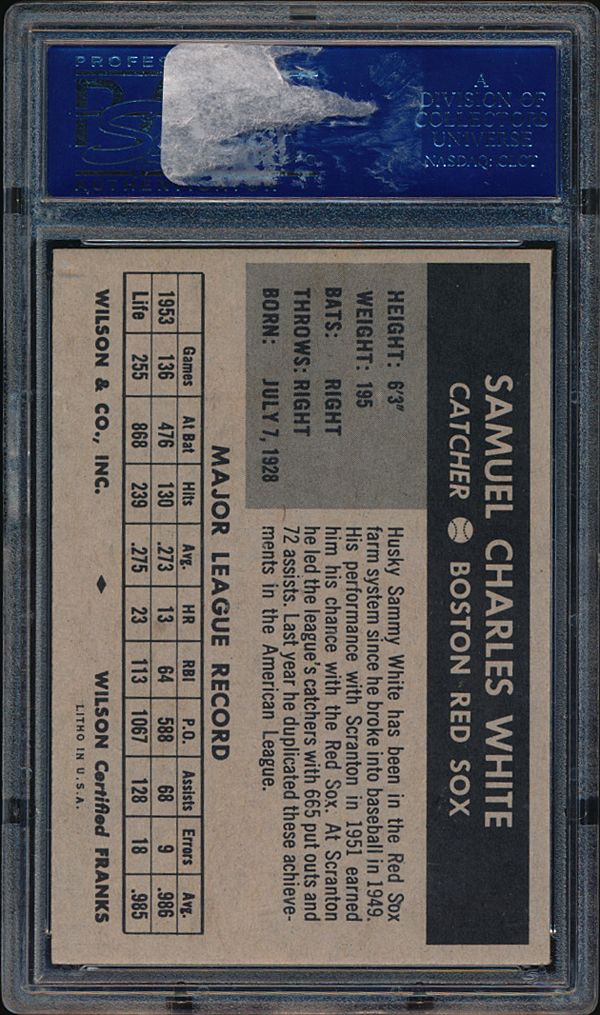 PROFES
A
DIVISION OF
COLLECTORS
UNIVERSE
NASDAQ: CLCT
SAMUEL CHARLES WHITE
CATCHER BOSTON RED SOX
HEIGHT: 6'3"
WEIGHT: 195
BATS: RIGHT
THROWS: RIGHT
BORN: JULY 7, 1928
Husky Sammy White has been in the Red Sox
farm system since he broke into baseball in 1949.
His performance with Scranton in 1951 earned
him his chance with the Red Sox. At Scranton
he led the league's catchers with 665 put outs and
72 assists. Last year he duplicated these achieve-
ments in the American League.
MAJOR LEAGUE RECORD
Games At Bat Hits Avg. HR RBI P.O. Assists Errors Avg.
1953 136 476 130 .273 13 64 588 68 9 .986
Life 255 868 239 .275 23 113 1067 128 18 .985
WILSON & CO., INC. ♦ WILSON Certified FRANKS
LITHO IN U.S.A.